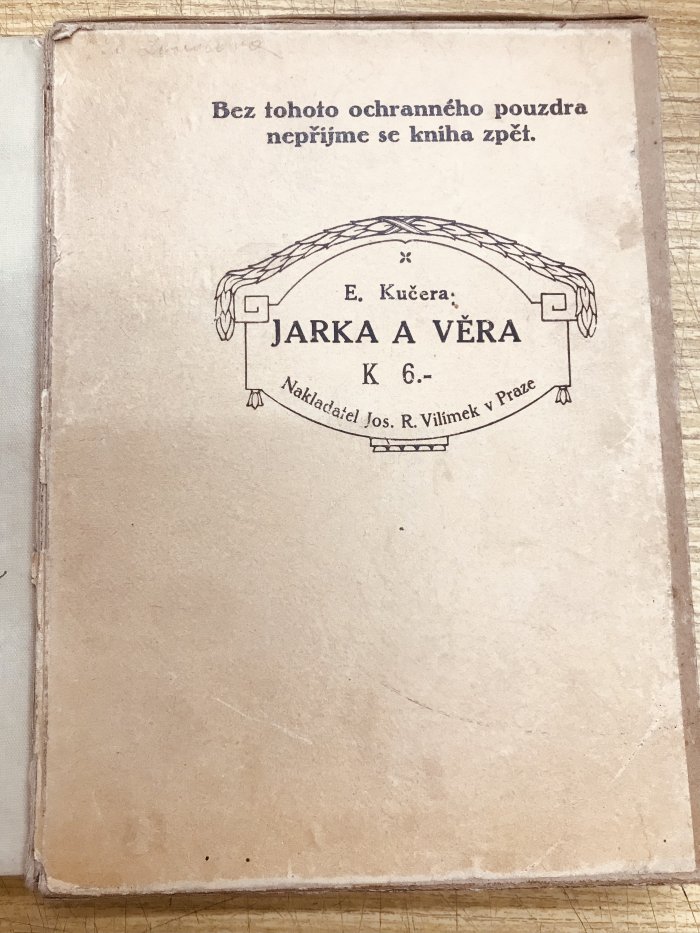 Bez tohoto ochranného pouzdra
nepřijme se kniha zpět.
E. Kučera:
JARKA A VĚRA
K 6.-
Nakladatel Jos. R. Vilímek v Praze